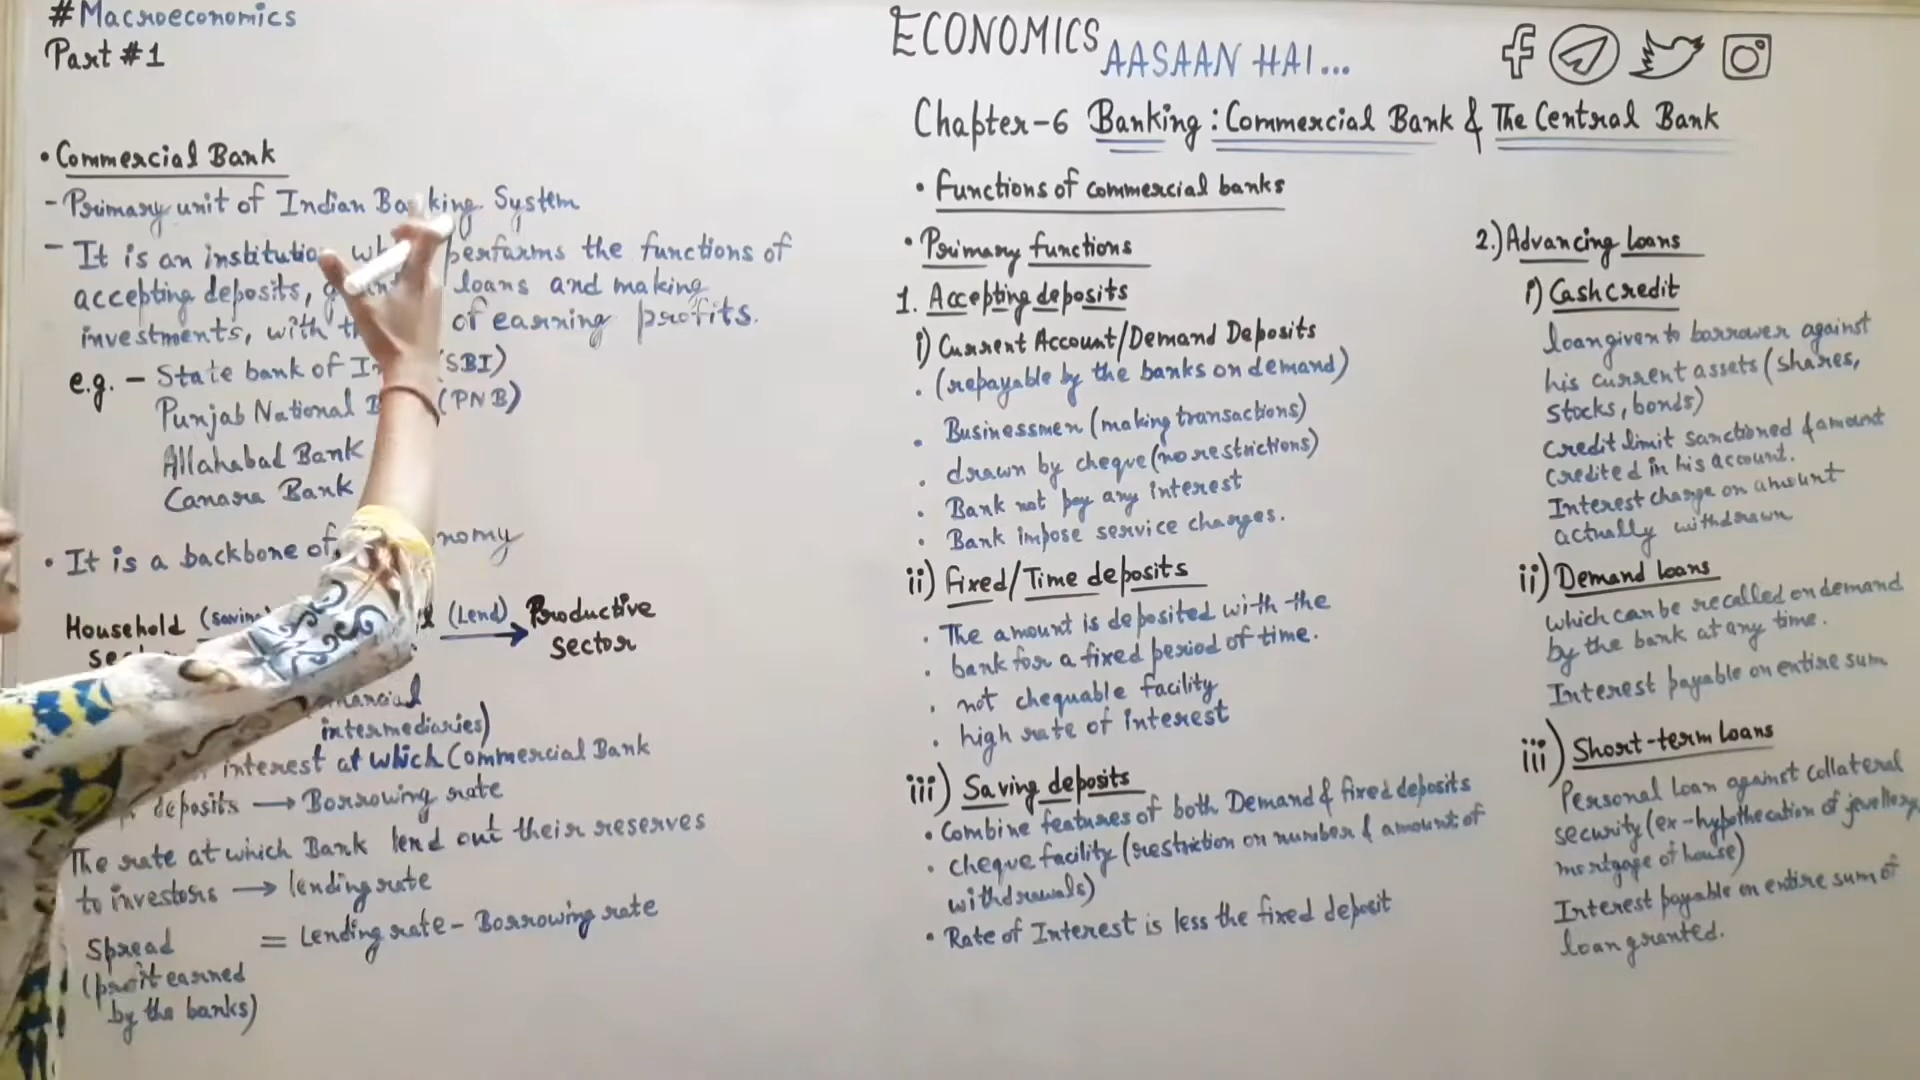 #Macroeconomics
Part #1
ECONOMICS
AASAAN HAI...
Chapter-6 Banking: Commercial Bank & The Central Bank
• Commercial Bank
- Primary unit of Indian Banking System
- It is an institution performs the functions of
accepting deposits, loans and making
investments, with of earning profits.
e.g. - State bank of (SBI)
Punjab National (PNB)
Allahabad Bank
Canara Bank
• It is a backbone of
Household (Saving (Lend) Productive
sector
intermediaries)
interest at which Commercial Bank
deposits → Borrowing rate
The rate at which Bank lend out their reserves
to investors → lending rate
Spread = Lending rate - Borrowing rate
(profit earned
by the banks)
• Functions of commercial banks
• Primary functions
1. Accepting deposits
i) Current Account/Demand Deposits
• (repayable by the banks on demand)
• Businessmen (making transactions)
• drawn by cheque (no restrictions)
• Bank not pay any interest
• Bank impose service charges.
ii) Fixed/Time deposits
• The amount is deposited with the
• bank for a fixed period of time.
• not chequable facility
• high rate of interest
iii) Saving deposits
• Combine features of both Demand & fixed deposits
• cheque facility (restriction on number & amount of
withdrawals)
• Rate of Interest is less the fixed deposit
2.) Advancing loans
i) Cash credit
loan given to borrower against
his current assets (shares,
stocks, bonds)
Credit limit sanctioned & amount
credited in his account.
Interest charge on amount
actually withdrawn
ii) Demand loans
which can be recalled on demand
by the bank at any time.
Interest payable on entire sum
iii) Short-term loans
Personal loan against collateral
security (ex-hypothecation of jewellery,
mortgage of house)
Interest payable on entire sum of
loan granted.